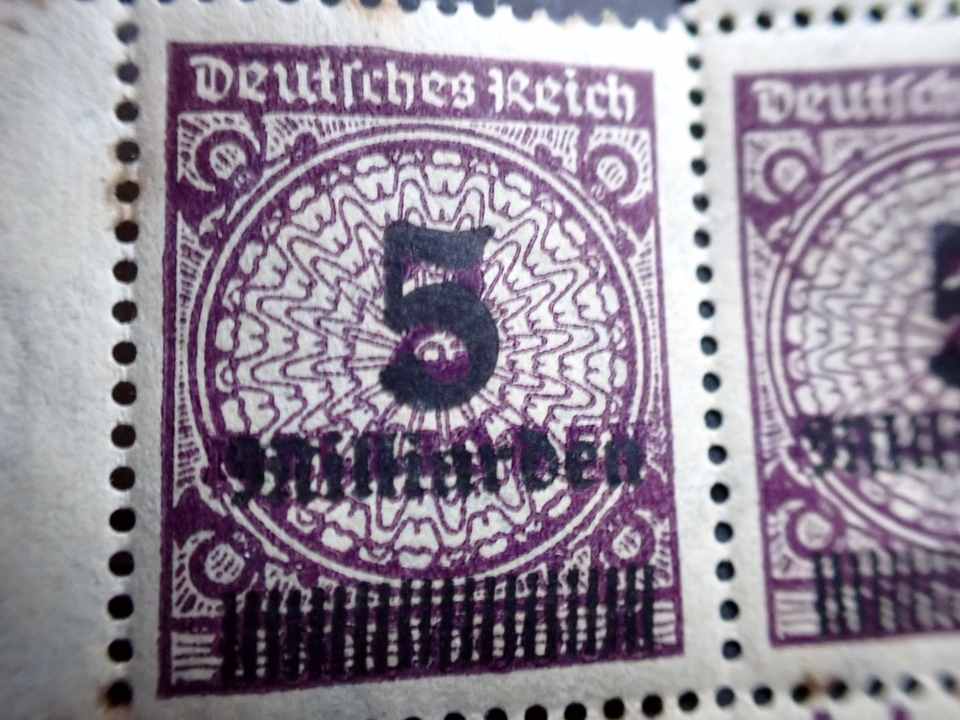 Deutsches Reich
5
Milliarden